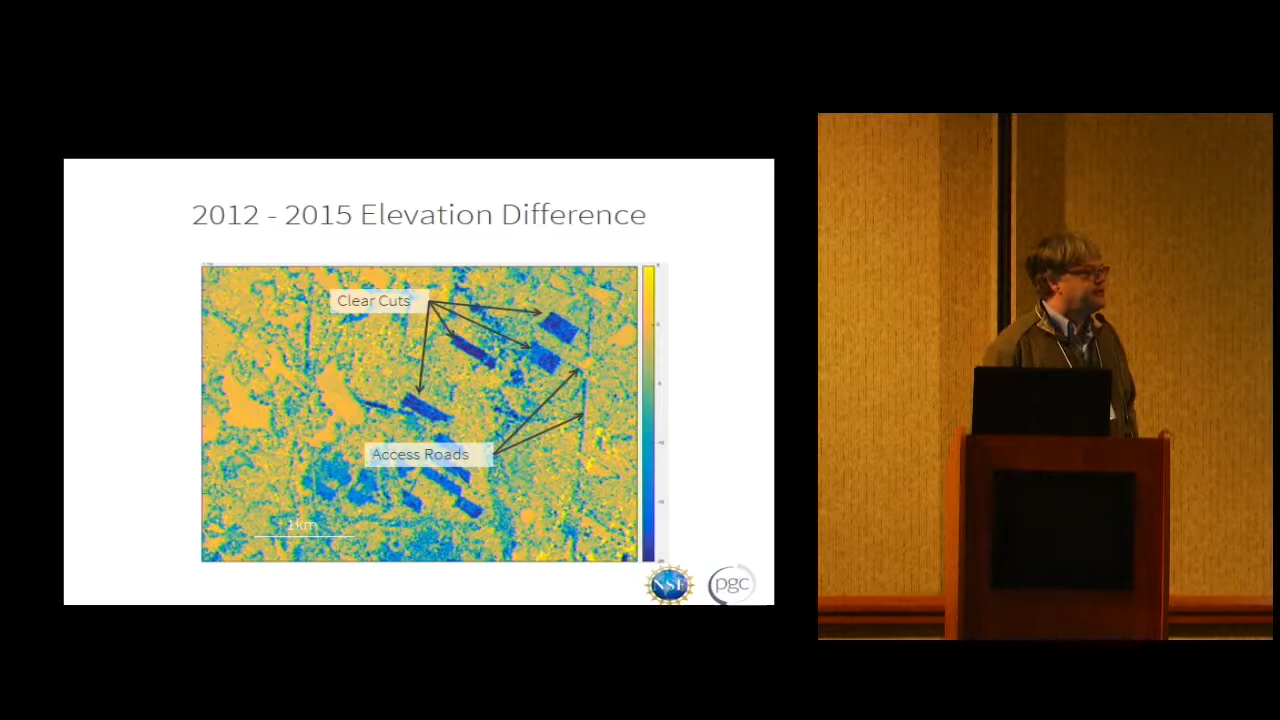 2012 - 2015 Elevation Difference
Clear Cuts
Access Roads
1km
NSF
pgc